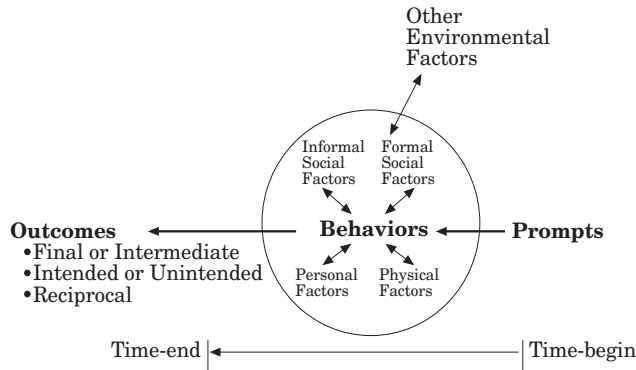 Other
Environmental
Factors
Informal
Social
Factors
Formal
Social
Factors
Outcomes
•Final or Intermediate
•Intended or Unintended
•Reciprocal
Behaviors
Prompts
Personal
Factors
Physical
Factors
Time-end
Time-begin